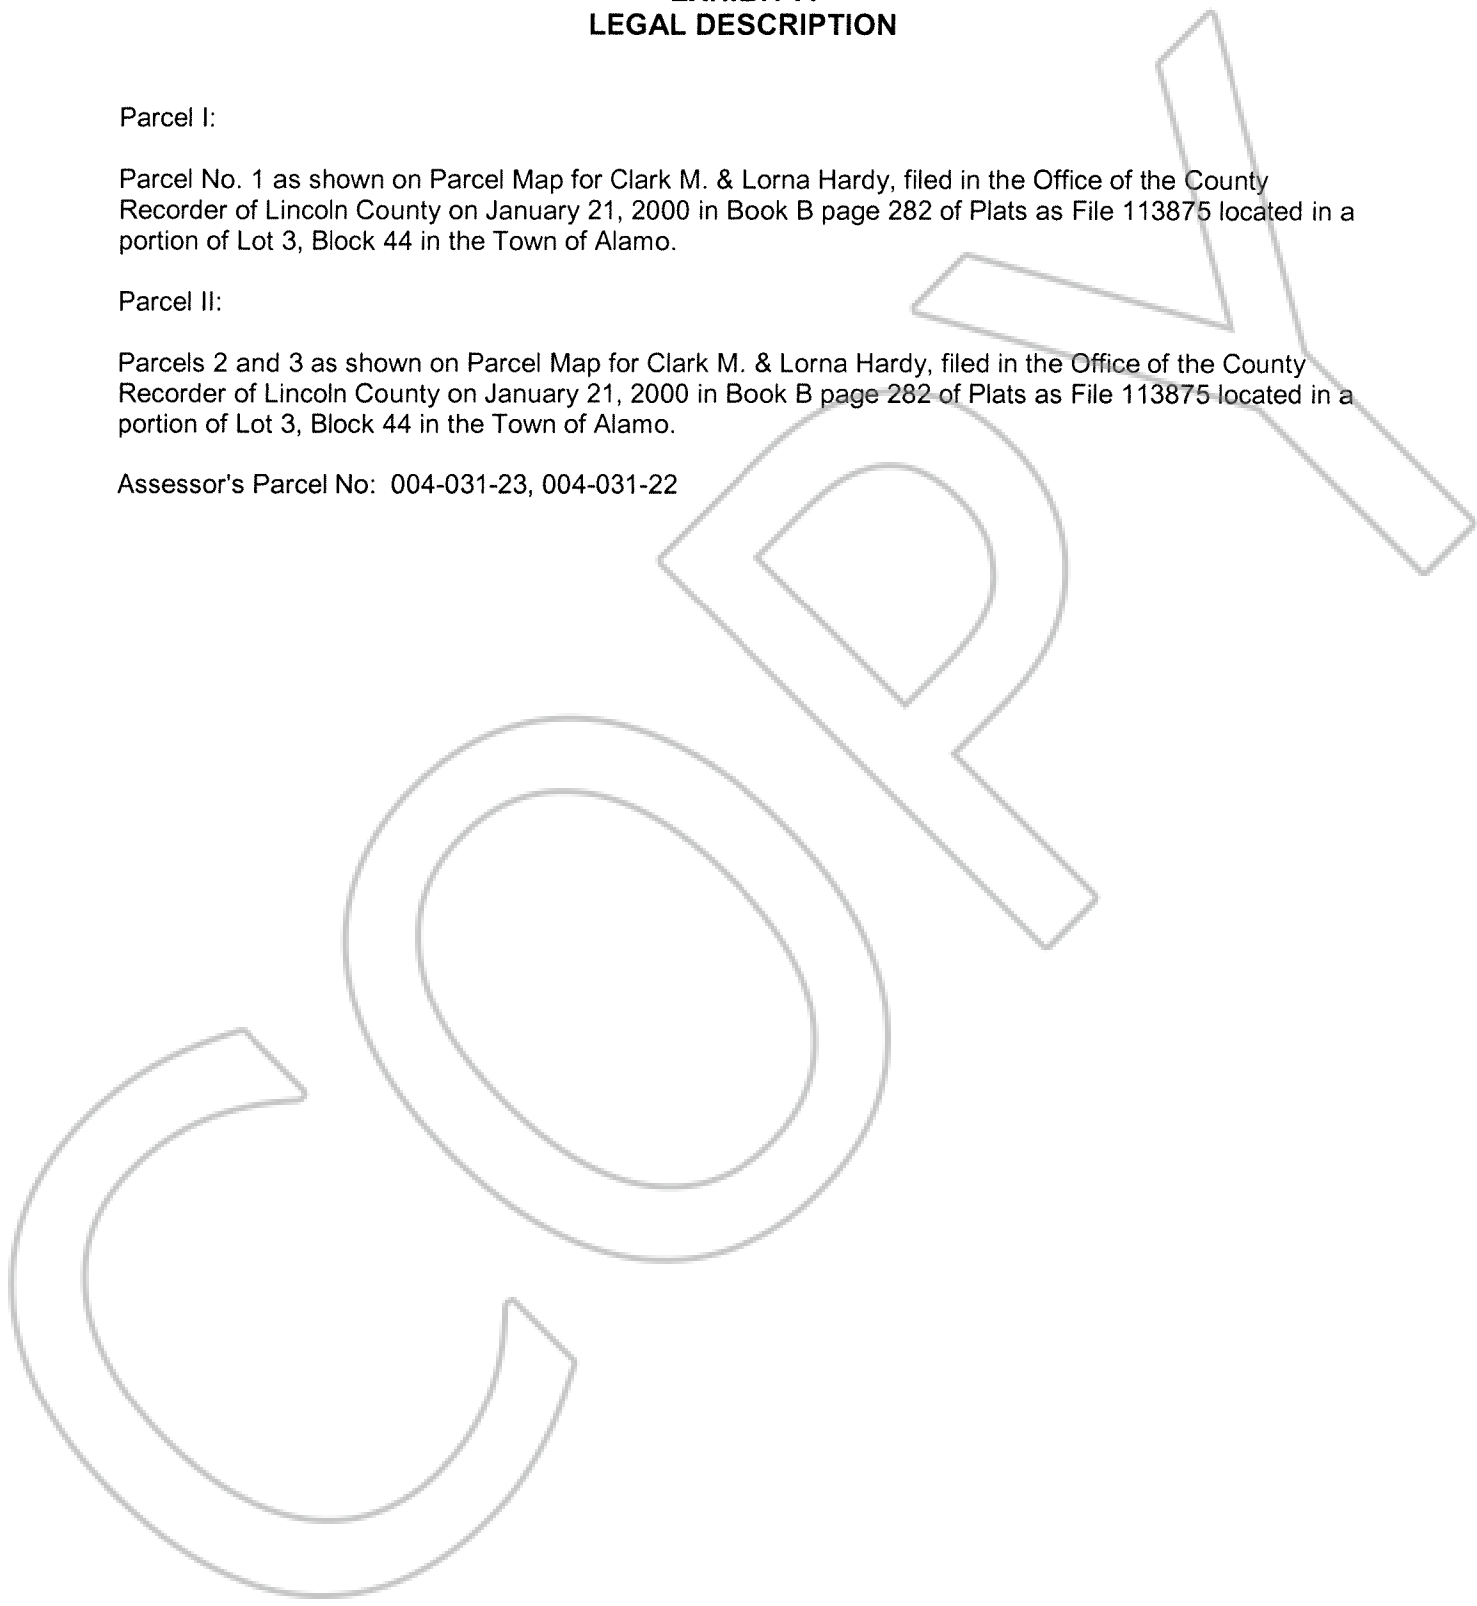 LEGAL DESCRIPTION
Parcel I:
Parcel No. 1 as shown on Parcel Map for Clark M. & Lorna Hardy, filed in the Office of the County
Recorder of Lincoln County on January 21, 2000 in Book B page 282 of Plats as File 113875 located in a
portion of Lot 3, Block 44 in the Town of Alamo.
Parcel II:
Parcels 2 and 3 as shown on Parcel Map for Clark M. & Lorna Hardy, filed in the Office of the County
Recorder of Lincoln County on January 21, 2000 in Book B page 282 of Plats as File 113875 located in a
portion of Lot 3, Block 44 in the Town of Alamo.
Assessor's Parcel No: 004-031-23, 004-031-22
COPY